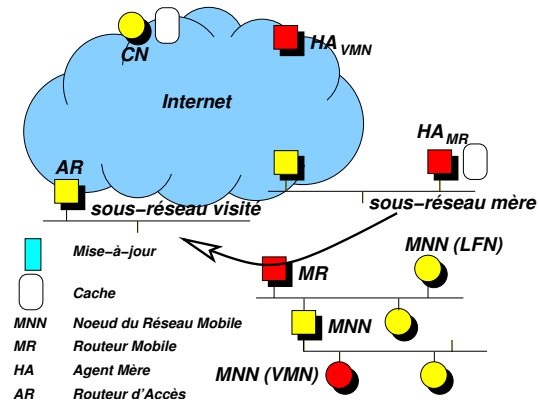 CN
HA VMN
Internet
HA MR
AR
sous-réseau visité
sous-réseau mère
MNN (LFN)
MR
MNN
MNN (VMN)
Mise-à-jour
Cache
MNN Noeud du Réseau Mobile
MR Routeur Mobile
HA Agent Mère
AR Routeur d'Accès